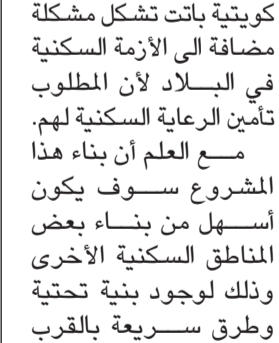 كويتية باتت تشكل مشكلة
مضافة الى الأزمة السكنية
في البلاد لأن المطلوب
تأمين الرعاية السكنية لهم.
مع العلم أن بناء هذا
المشروع سوف يكون
أسهل من بناء بعض
المناطق السكنية الأخرى
وذلك لوجود بنية تحتية
وطرق سريعة بالقرب